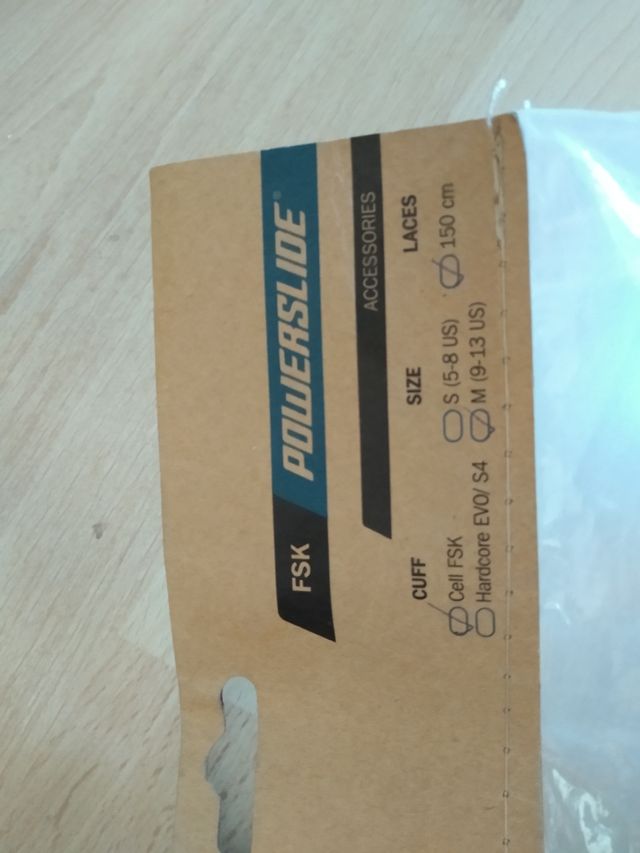 FSK POWERSLIDE®
ACCESSORIES
CUFF SIZE LACES
Cell FSK S (5-8 US) 150 cm
Hardcore EVO/ S4 M (9-13 US)